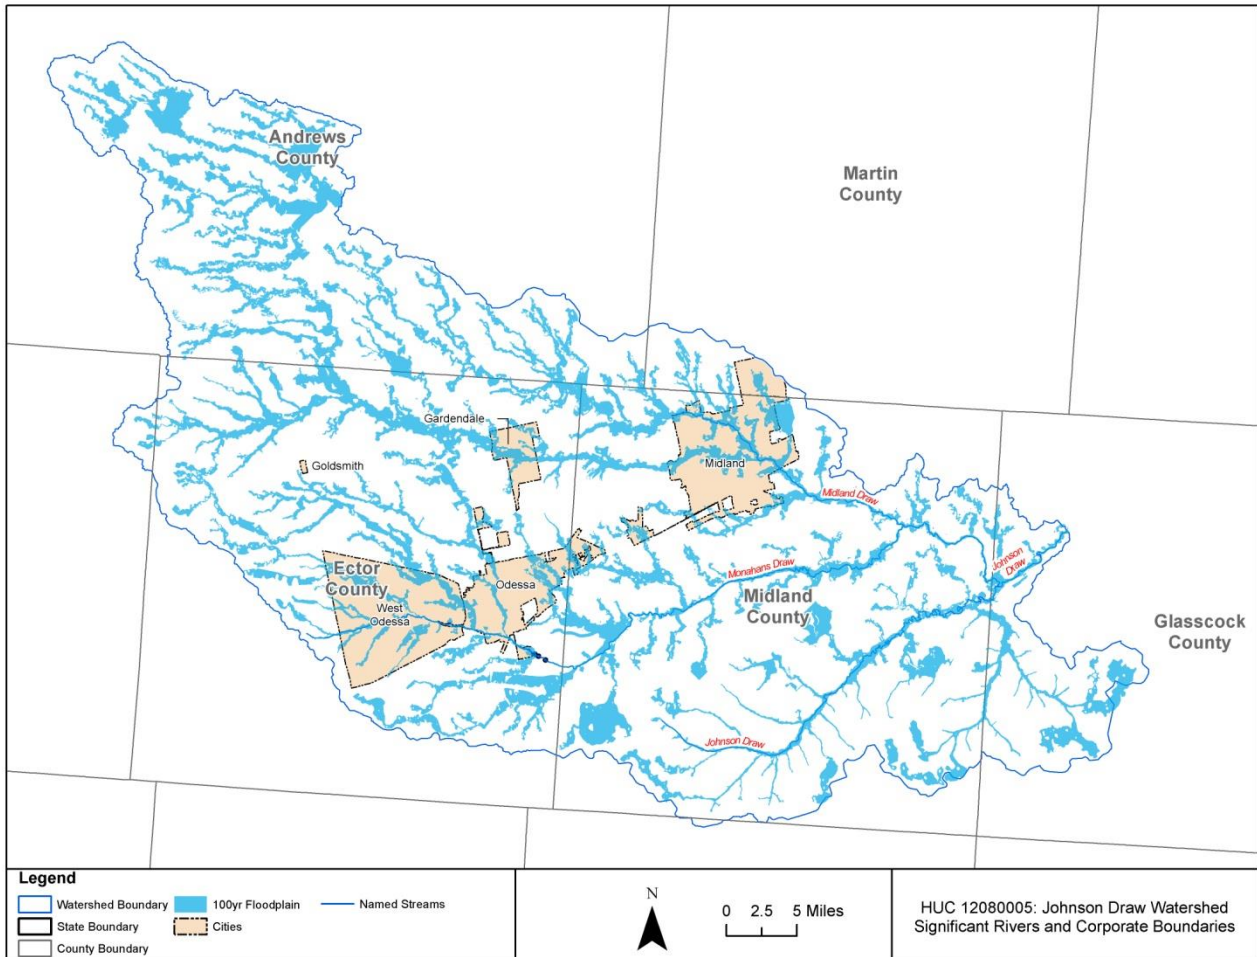 Andrews
County
Martin
County
Gardendale
Goldsmith
Midland
Midland Draw
Johnson
Draw
Monahans Draw
Ector
County
Odessa
West
Odessa
Midland
County
Glasscock
County
Johnson Draw
Legend
Watershed Boundary
100yr Floodplain
Named Streams
State Boundary
Cities
County Boundary
N
0 2.5 5 Miles
HUC 12080005: Johnson Draw Watershed
Significant Rivers and Corporate Boundaries